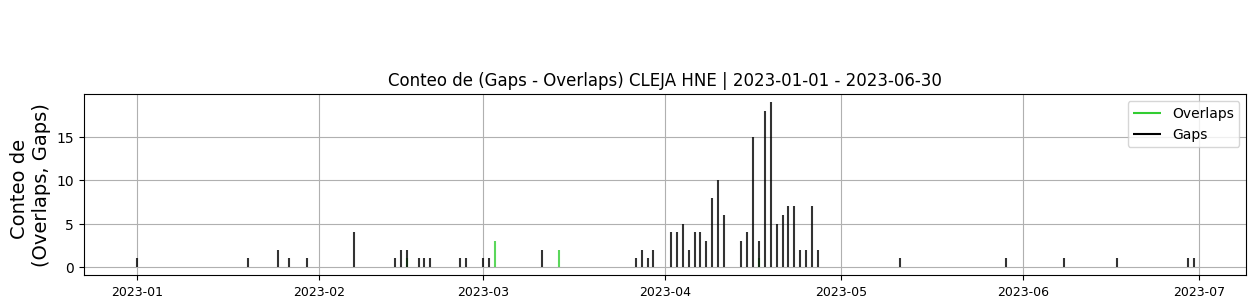 Conteo de (Gaps - Overlaps) CLEJA HNE | 2023-01-01 - 2023-06-30
Conteo de
(Overlaps, Gaps)
15
10
5
0
Overlaps
Gaps
2023-01 2023-02 2023-03 2023-04 2023-05 2023-06 2023-07